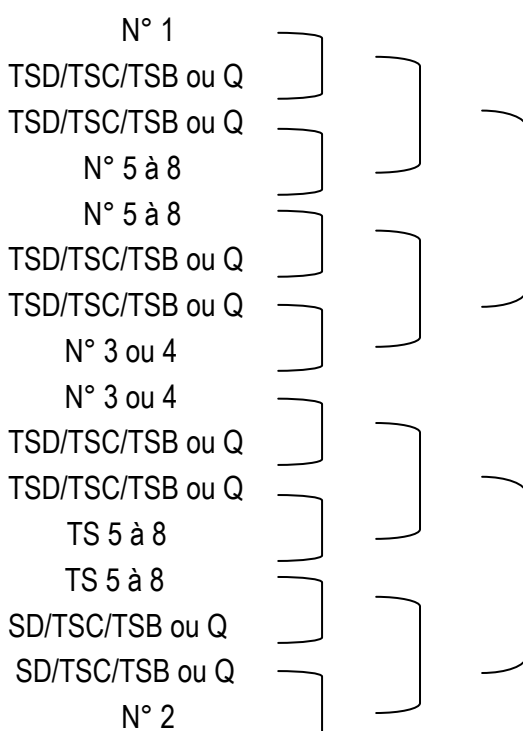 N° 1
TSD/TSC/TSB ou Q
TSD/TSC/TSB ou Q
N° 5 à 8
N° 5 à 8
TSD/TSC/TSB ou Q
TSD/TSC/TSB ou Q
N° 3 ou 4
N° 3 ou 4
TSD/TSC/TSB ou Q
TSD/TSC/TSB ou Q
TS 5 à 8
TS 5 à 8
SD/TSC/TSB ou Q
SD/TSC/TSB ou Q
N° 2